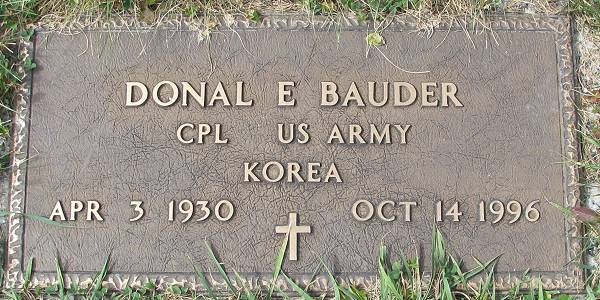 DONAL E BAUDER
CPL US ARMY
KOREA
APR 3 1930 OCT 14 1996